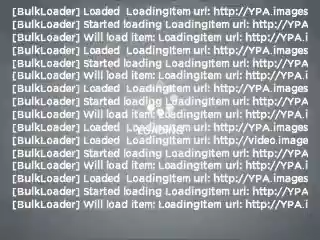 [BulkLoader] Loaded LoadingItem url: http://YPA.images
[BulkLoader] Started loading LoadingItem url: http://YPA
[BulkLoader] Will load item: LoadingItem url: http://YPA.i
[BulkLoader] Loaded LoadingItem url: http://YPA.images
[BulkLoader] Started loading LoadingItem url: http://YPA
[BulkLoader] Will load item: LoadingItem url: http://YPA.i
[BulkLoader] Loaded LoadingItem url: http://YPA.images
[BulkLoader] Started loading LoadingItem url: http://YPA
[BulkLoader] Will load item: LoadingItem url: http://YPA.i
[BulkLoader] Loaded LoadingItem url: http://YPA.images
[BulkLoader] Loaded LoadingItem url: http://video.image
[BulkLoader] Started loading LoadingItem url: http://YPA
[BulkLoader] Will load item: LoadingItem url: http://YPA.i
[BulkLoader] Loaded LoadingItem url: http://YPA.images
[BulkLoader] Started loading LoadingItem url: http://YPA
[BulkLoader] Will load item: LoadingItem url: http://YPA.i